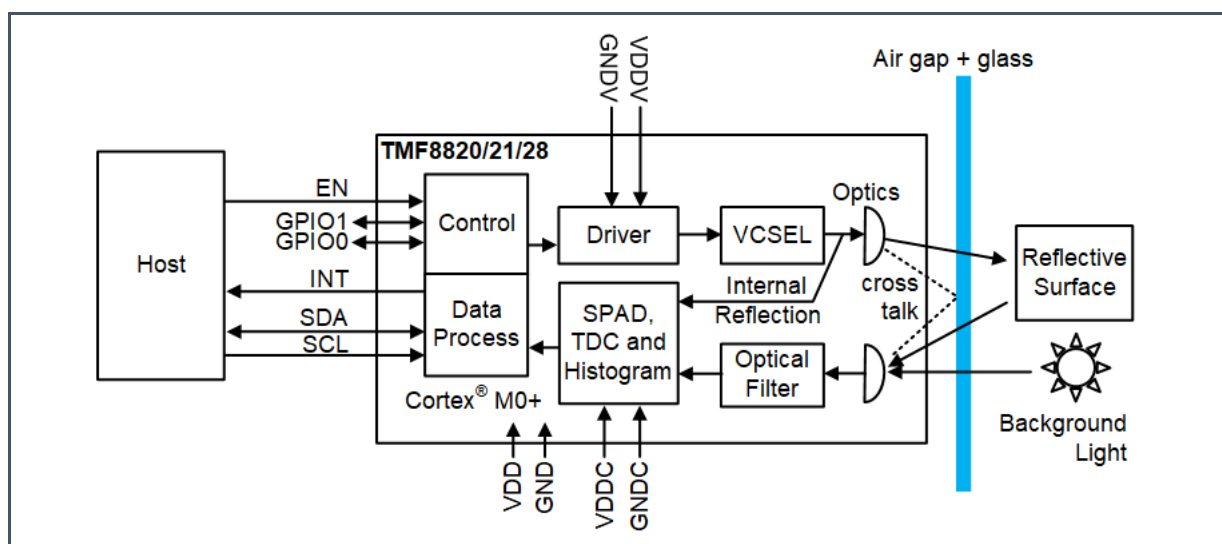 GNDV
VDDV
Air gap + glass
TMF8820/21/28
Host
EN
GPIO1
GPIO0
INT
SDA
SCL
Control
Data
Process
Cortex® M0+
Driver
VCSEL
Optics
Internal
Reflection
cross
talk
SPAD,
TDC and
Histogram
Optical
Filter
Reflective
Surface
Background
Light
VDD
GND
VDDC
GNDC